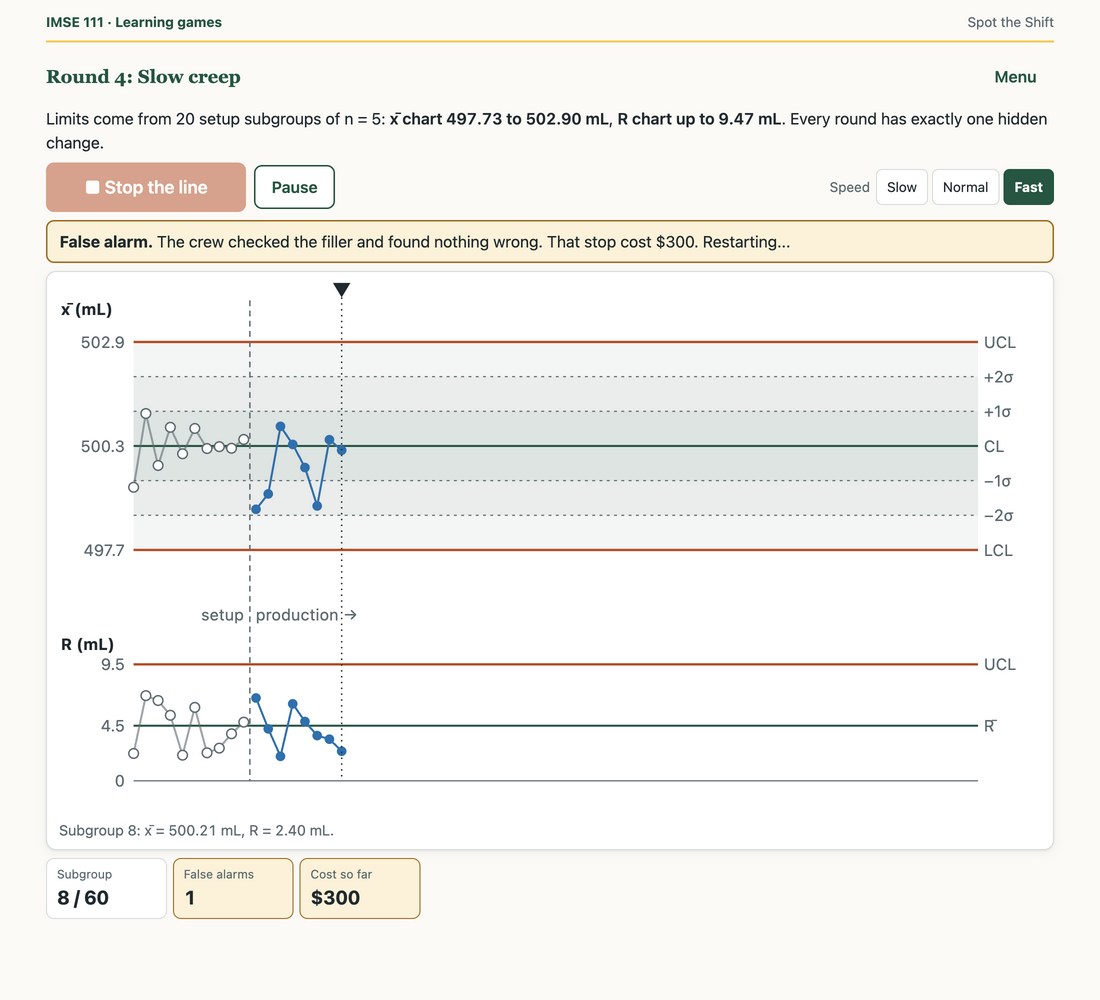 IMSE 111 · Learning games
Spot the Shift
Round 4: Slow creep
Menu
Limits come from 20 setup subgroups of n = 5: x̄ chart 497.73 to 502.90 mL, R chart up to 9.47 mL. Every round has exactly one hidden
change.
Stop the line
Pause
Speed
Slow
Normal
Fast
False alarm. The crew checked the filler and found nothing wrong. That stop cost $300. Restarting...
x̄ (mL)
502.9
UCL
+2σ
+1σ
500.3
CL
−1σ
−2σ
497.7
LCL
setup
production→
R (mL)
9.5
UCL
4.5
R̄
0
Subgroup 8: x̄ = 500.21 mL, R = 2.40 mL.
Subgroup
8 / 60
False alarms
1
Cost so far
$300